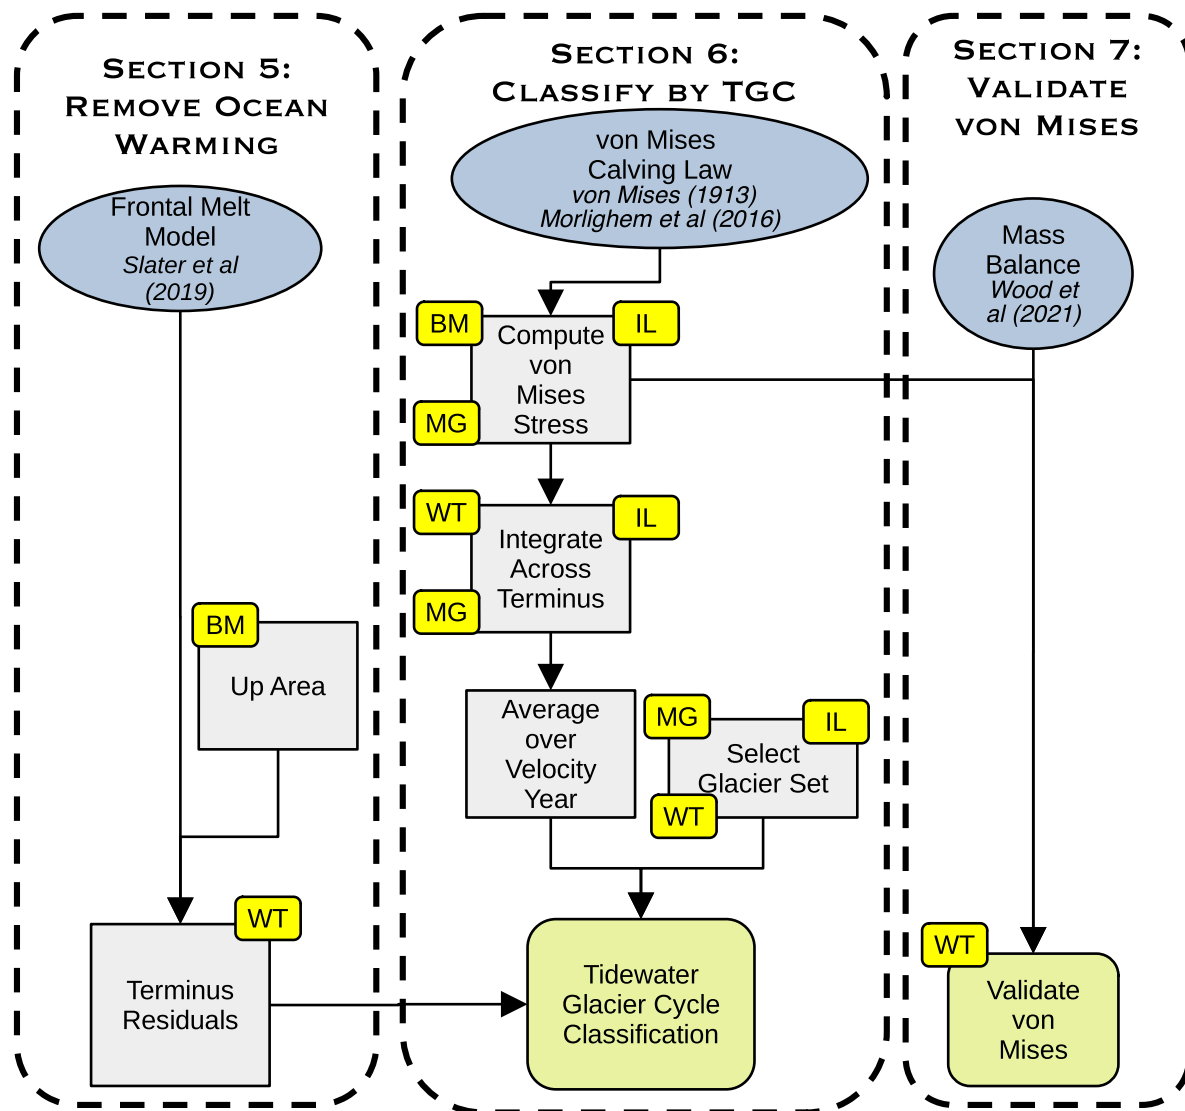 SECTION 5:
REMOVE OCEAN
WARMING
Frontal Melt
Model
Slater et al
(2019)
BM
Up Area
WT
Terminus
Residuals
SECTION 6:
CLASSIFY BY TGC
von Mises
Calving Law
von Mises (1913)
Morlighem et al (2016)
BM
IL
Compute
von
Mises
Stress
MG
WT
IL
Integrate
Across
Terminus
MG
Average
over
Velocity
Year
MG
IL
Select
Glacier Set
WT
Tidewater
Glacier Cycle
Classification
SECTION 7:
VALIDATE
VON MISES
Mass
Balance
Wood et
al (2021)
WT
Validate
von
Mises